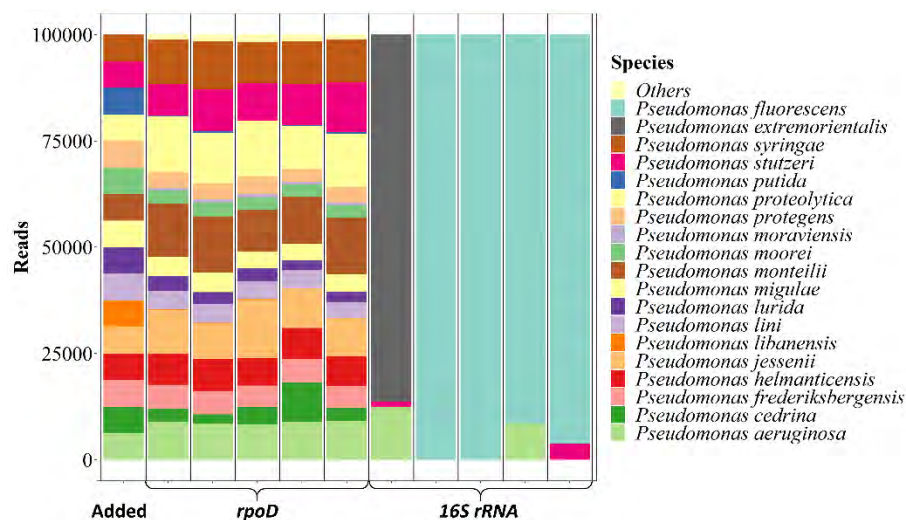 100000
75000
50000
25000
0
Reads
Added
rpoD
16S rRNA
Species
Others
Pseudomonas fluorescens
Pseudomonas extremorientalis
Pseudomonas syringae
Pseudomonas stutzeri
Pseudomonas putida
Pseudomonas proteolytica
Pseudomonas protegens
Pseudomonas moraviensis
Pseudomonas moorei
Pseudomonas monteilii
Pseudomonas migulae
Pseudomonas lurida
Pseudomonas lini
Pseudomonas libanensis
Pseudomonas jessenii
Pseudomonas helmanticensis
Pseudomonas frederiksbergensis
Pseudomonas cedrina
Pseudomonas aeruginosa